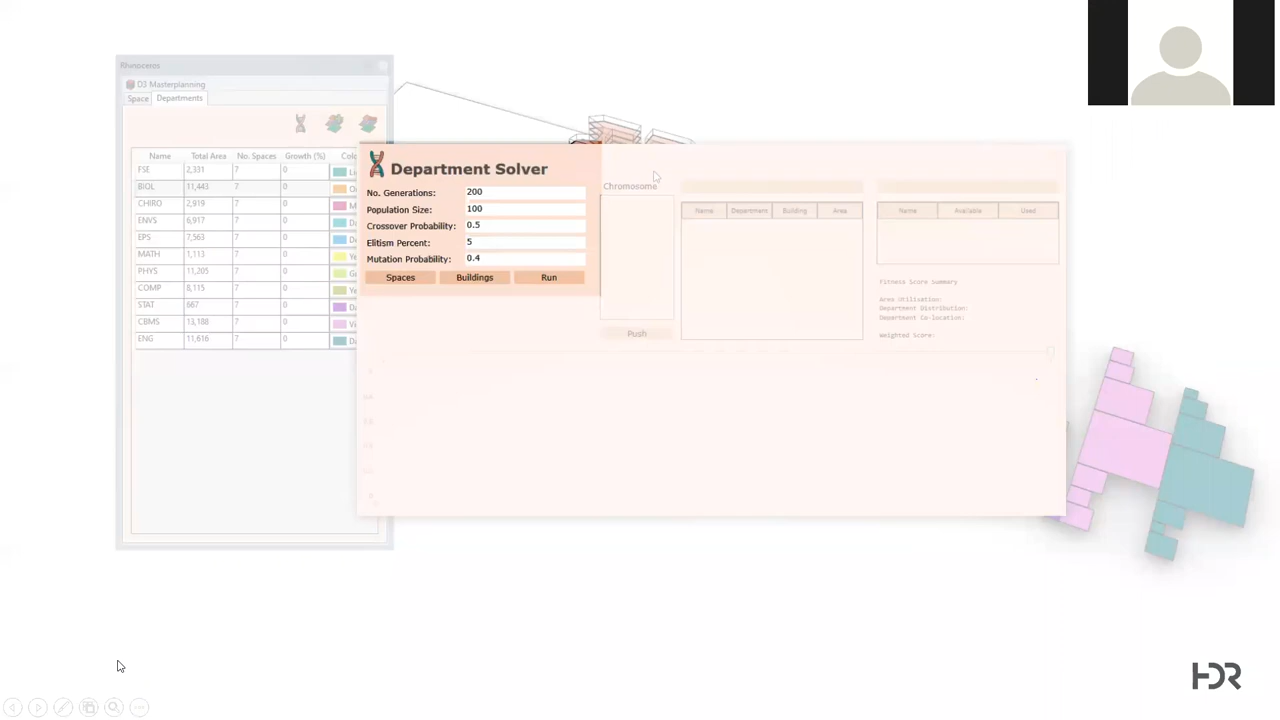 Rhinoceros
D3 Masterplanning
Space Departments
Name Total Area No. Spaces Growth (%)
FSE 2,331 7 0
BIOL 11,443 7 0
CHIRO 2,919 7 0
ENVS 6,917 7 0
EPS 7,563 7 0
MATH 1,113 7 0
PHYS 11,205 7 0
COMP 8,115 7 0
STAT 667 7 0
CBMS 13,188 7 0
ENG 11,616 7 0
Department Solver
No. Generations: 200
Population Size: 100
Crossover Probability: 0.5
Elitism Percent: 5
Mutation Probability: 0.4
Spaces Buildings Run
Chromosome
Push
Name Department Building Area
Name Available Used
Fitness Score Summary
Area Utilisation:
Department Distribution:
Department Co-location:
Weighted Score:
HDR